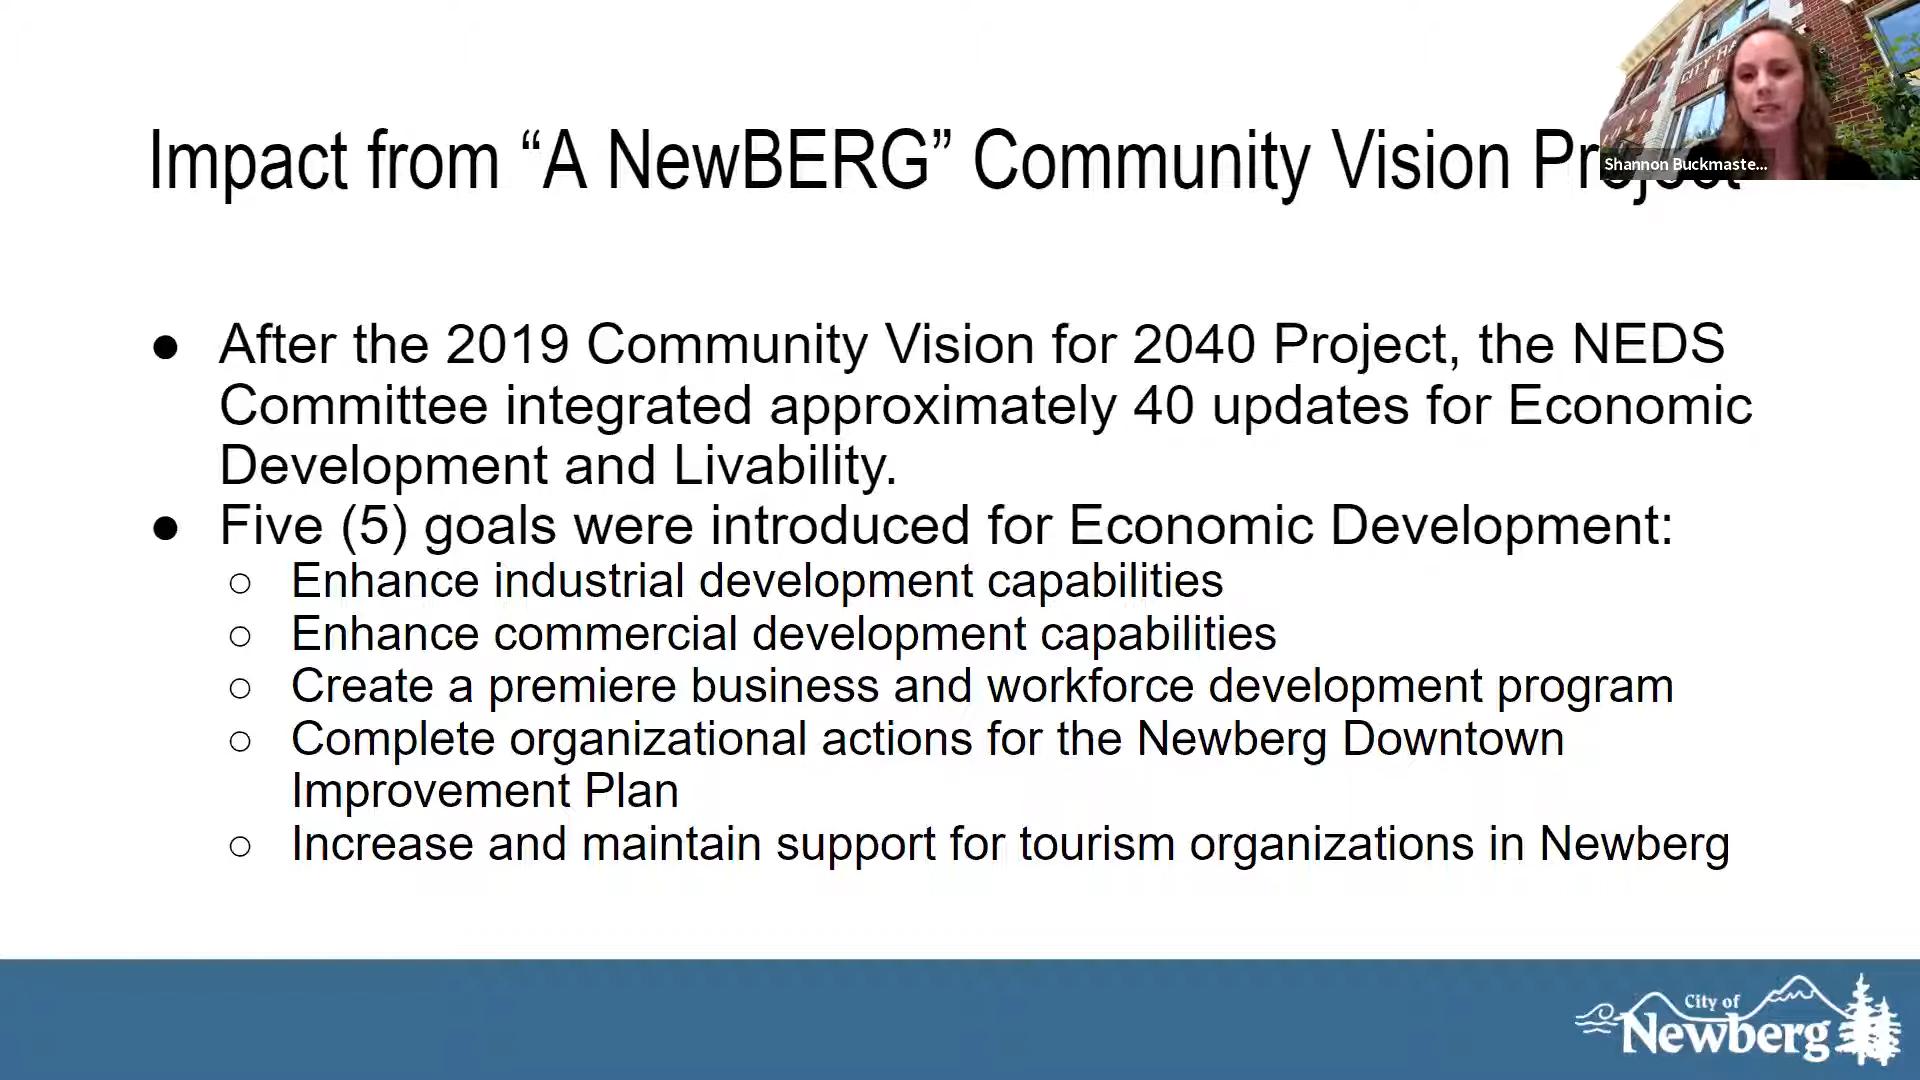 Impact from “A NewBERG” Community Vision Project
Shannon Buckmaste...
CITY HA
● After the 2019 Community Vision for 2040 Project, the NEDS
Committee integrated approximately 40 updates for Economic
Development and Livability.
● Five (5) goals were introduced for Economic Development:
○ Enhance industrial development capabilities
○ Enhance commercial development capabilities
○ Create a premiere business and workforce development program
○ Complete organizational actions for the Newberg Downtown
Improvement Plan
○ Increase and maintain support for tourism organizations in Newberg
City of
Newberg